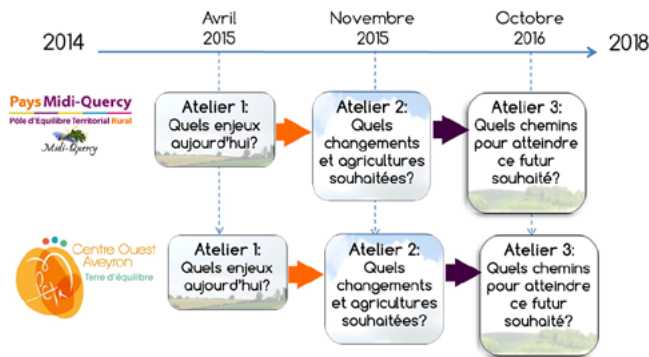 Avril
2015
Novembre
2015
Octobre
2016
2014
2018
Pays Midi-Quercy
Pôle d'Equilibre Territorial Rural
Midi-Quercy
Atelier 1:
Quels enjeux
aujourd'hui?
Atelier 2:
Quels
changements
et agricultures
souhaitées?
Atelier 3:
Quels chemins
pour atteindre
ce futur
souhaité?
Centre Ouest
Aveyron
Terre d'équilibre
Atelier 1:
Quels enjeux
aujourd'hui?
Atelier 2:
Quels
changements
et agricultures
souhaitées?
Atelier 3:
Quels chemins
pour atteindre
ce futur
souhaité?